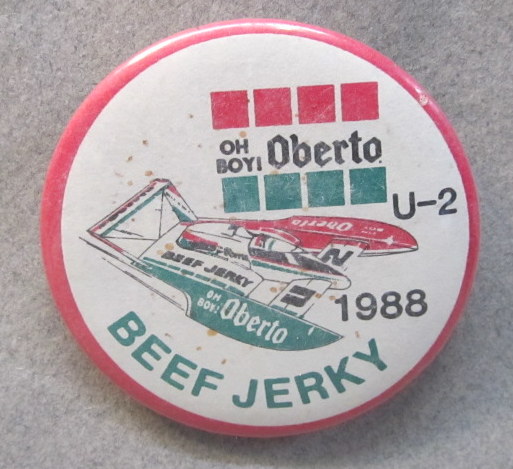 OH BOY!
Oberto
U-2
Oberto
BEEF JERKY
OH BOY!
Oberto
1988
BEEF JERKY